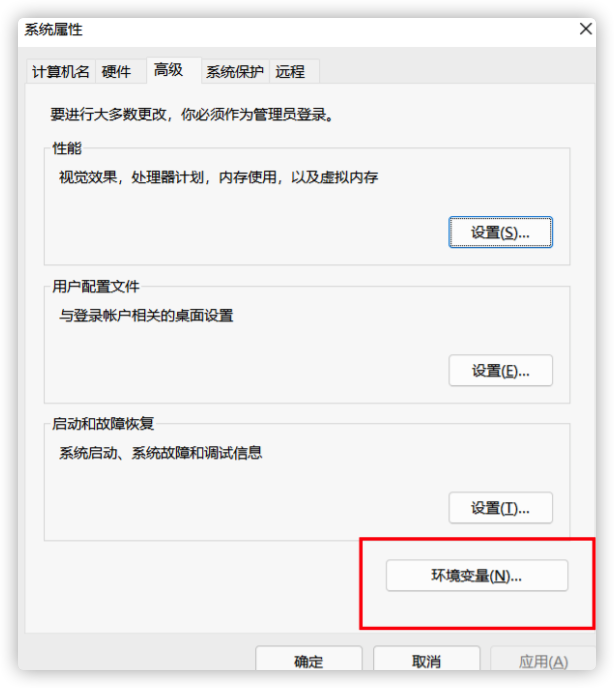 系统属性
计算机名 硬件 高级 系统保护 远程
要进行大多数更改，你必须作为管理员登录。
性能
视觉效果，处理器计划，内存使用，以及虚拟内存
设置(S)...
用户配置文件
与登录帐户相关的桌面设置
设置(E)...
启动和故障恢复
系统启动、系统故障和调试信息
设置(T)...
环境变量(N)...
确定 取消 应用(A)